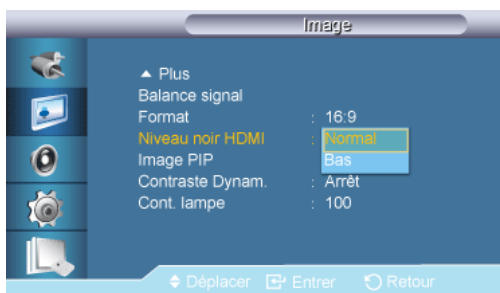 Image
▲ Plus
Balance signal
Format : 16:9
Niveau noir HDMI : Normal
Bas
Image PIP
Contraste Dynam. : Arrêt
Cont. lampe : 100
Déplacer Entrer Retour